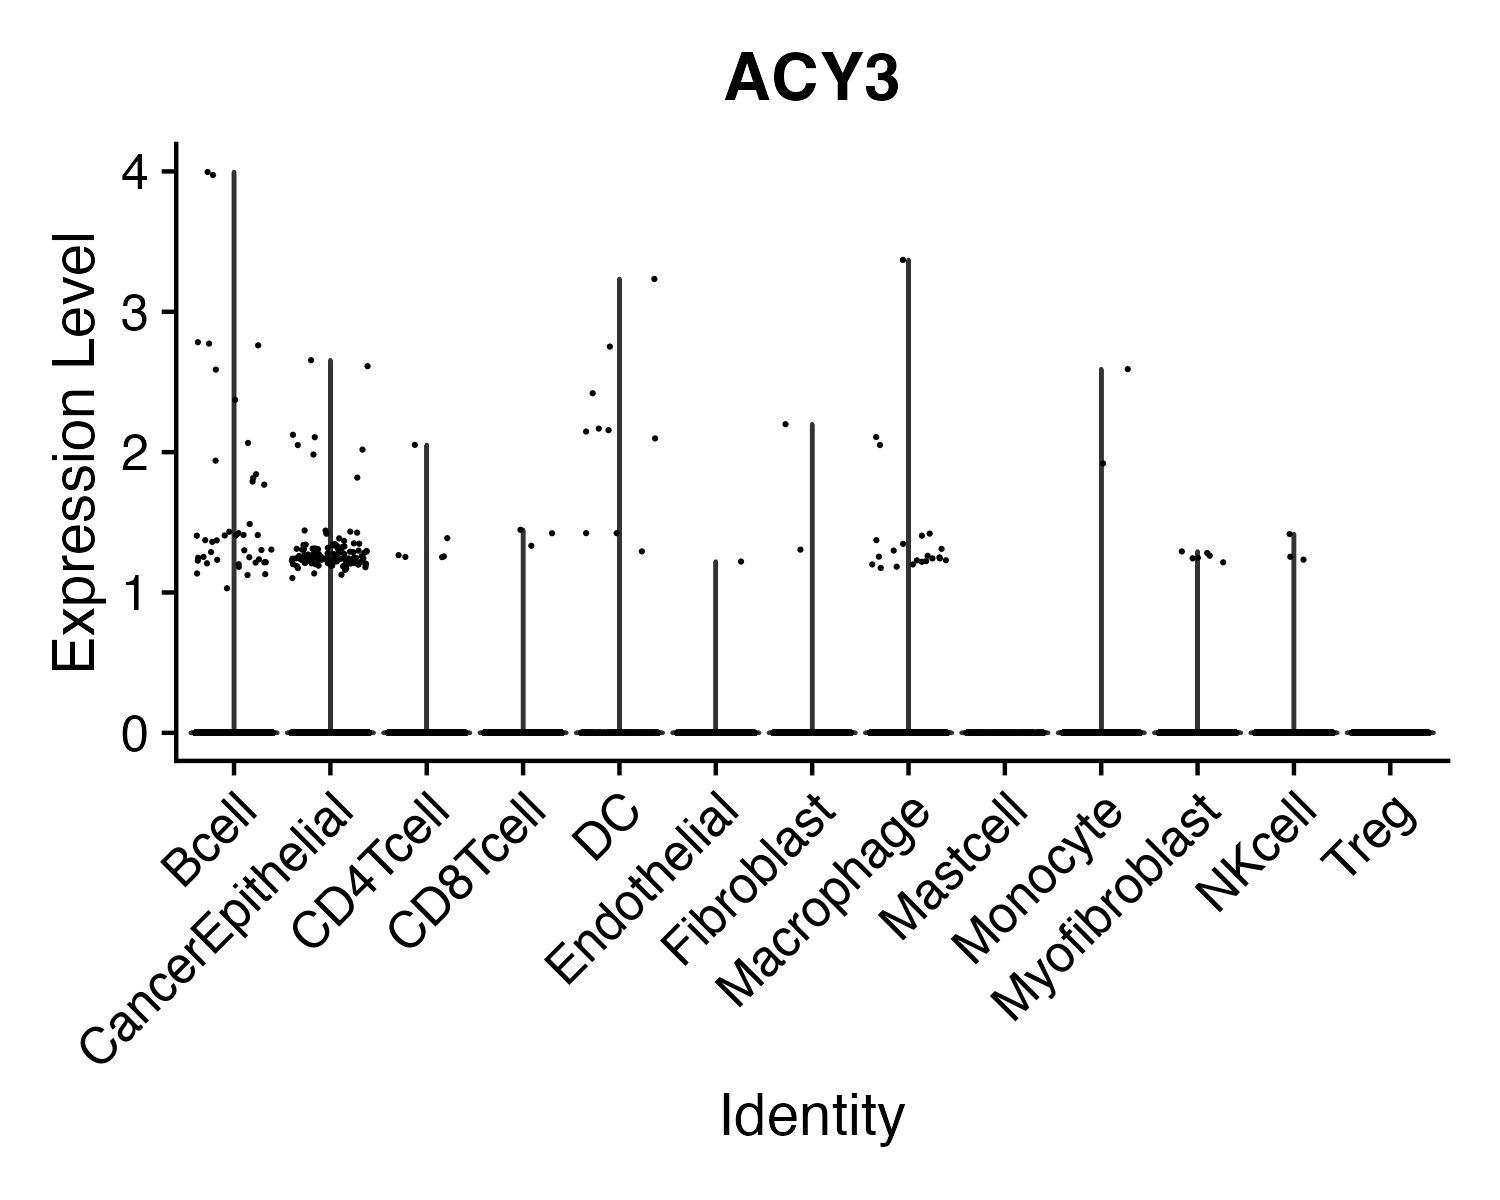 ACY3
Expression Level
4
3
2
1
0
Bcell
CancerEpithelial
CD4Tcell
CD8Tcell
DC
Endothelial
Fibroblast
Macrophage
Mastcell
Monocyte
Myofibroblast
NKcell
Treg
Identity